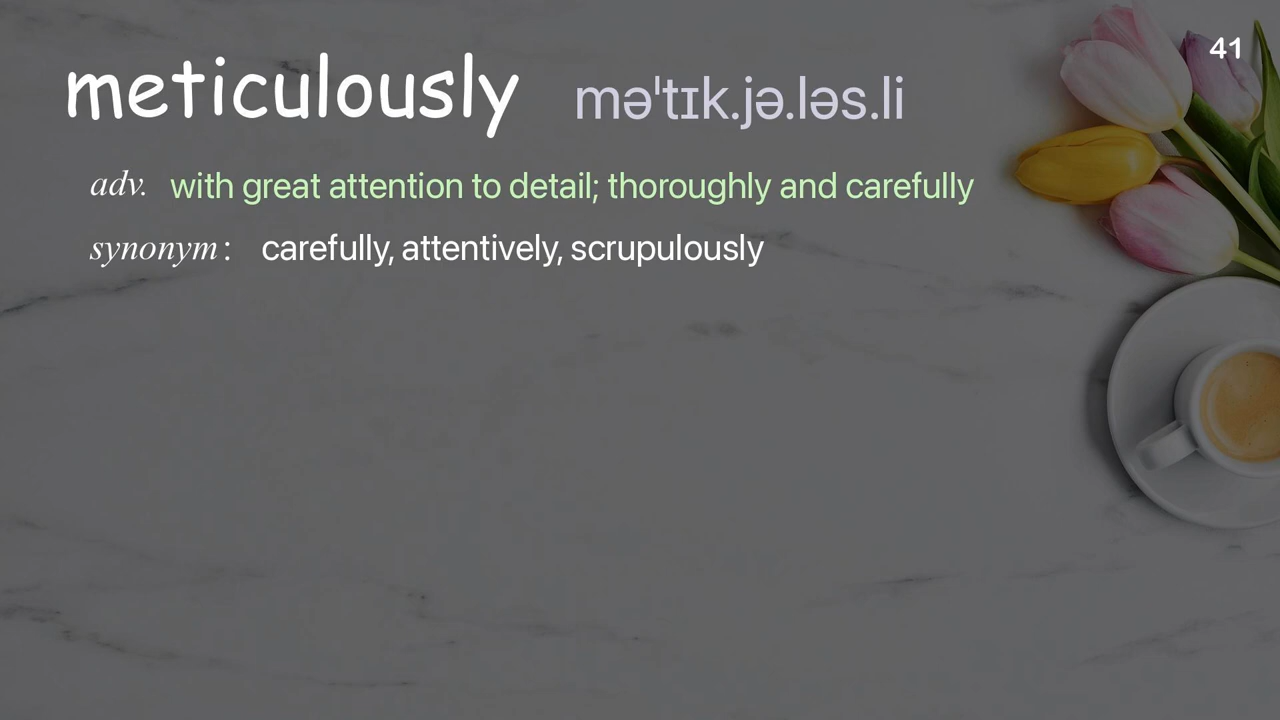 41
meticulously məˈtɪk.jə.ləs.li
adv. with great attention to detail; thoroughly and carefully
synonym: carefully, attentively, scrupulously